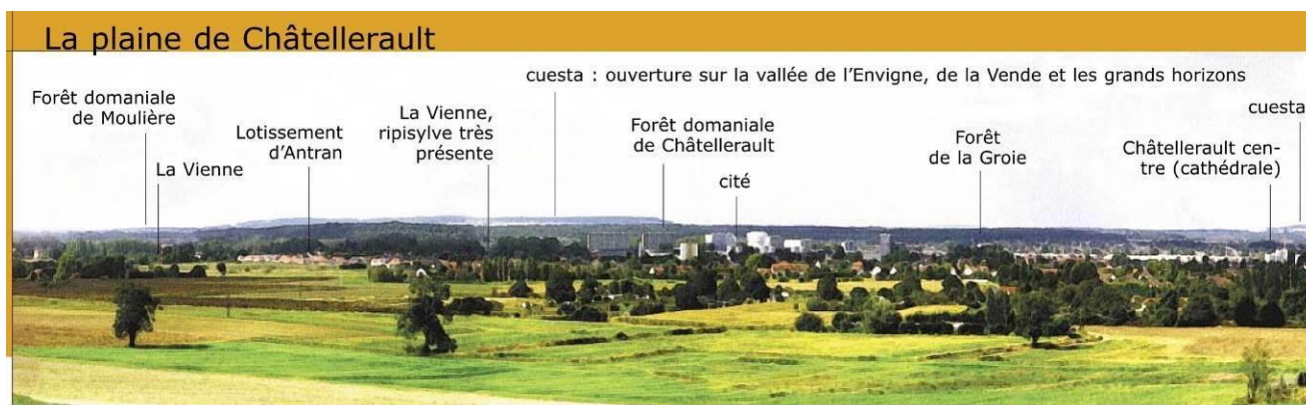 La plaine de Châtellerault
cuesta : ouverture sur la vallée de l’Envigne, de la Vende et les grands horizons
Forêt domaniale
de Moulière
La Vienne
Lotissement
d’Antran
La Vienne,
ripisylve très
présente
Forêt domaniale
de Châtellerault
cité
Forêt
de la Groie
cuesta
Châtellerault cen-
tre (cathédrale)